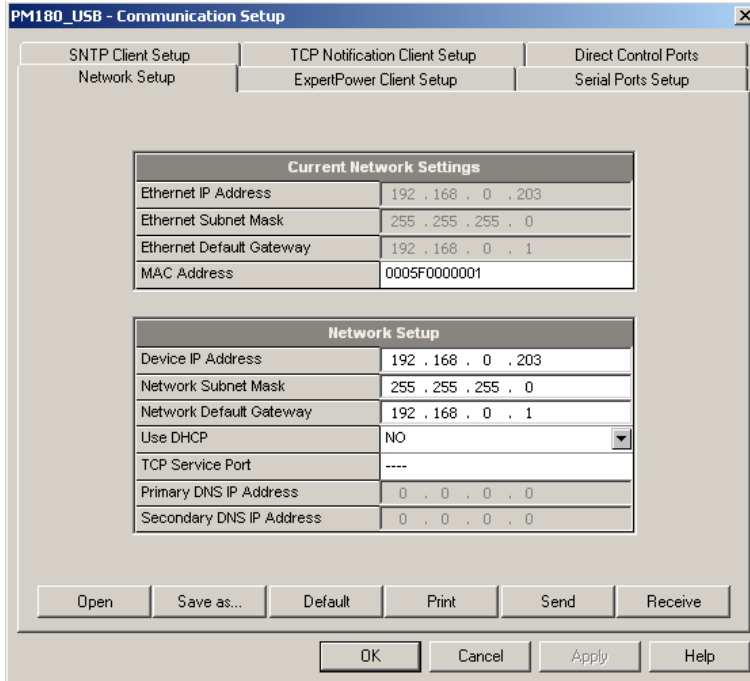 PM180_USB - Communication Setup
SNTP Client Setup TCP Notification Client Setup Direct Control Ports
Network Setup ExpertPower Client Setup Serial Ports Setup
Current Network Settings
Ethernet IP Address 192 . 168 . 0 . 203
Ethernet Subnet Mask 255 . 255 . 255 . 0
Ethernet Default Gateway 192 . 168 . 0 . 1
MAC Address 0005F0000001
Network Setup
Device IP Address 192 . 168 . 0 . 203
Network Subnet Mask 255 . 255 . 255 . 0
Network Default Gateway 192 . 168 . 0 . 1
Use DHCP NO
TCP Service Port ----
Primary DNS IP Address 0 . 0 . 0 . 0
Secondary DNS IP Address 0 . 0 . 0 . 0
Open Save as... Default Print Send Receive
OK Cancel Apply Help